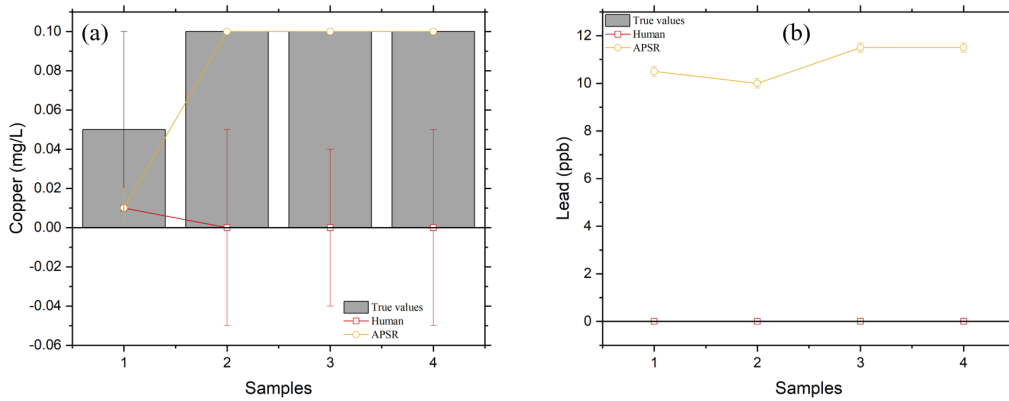 (a)
0.10
0.08
0.06
0.04
0.02
0.00
-0.02
-0.04
-0.06
Copper (mg/L)
True values
Human
APSR
1 2 3 4
Samples
(b)
True values
Human
APSR
12
10
8
6
4
2
0
Lead (ppb)
1 2 3 4
Samples